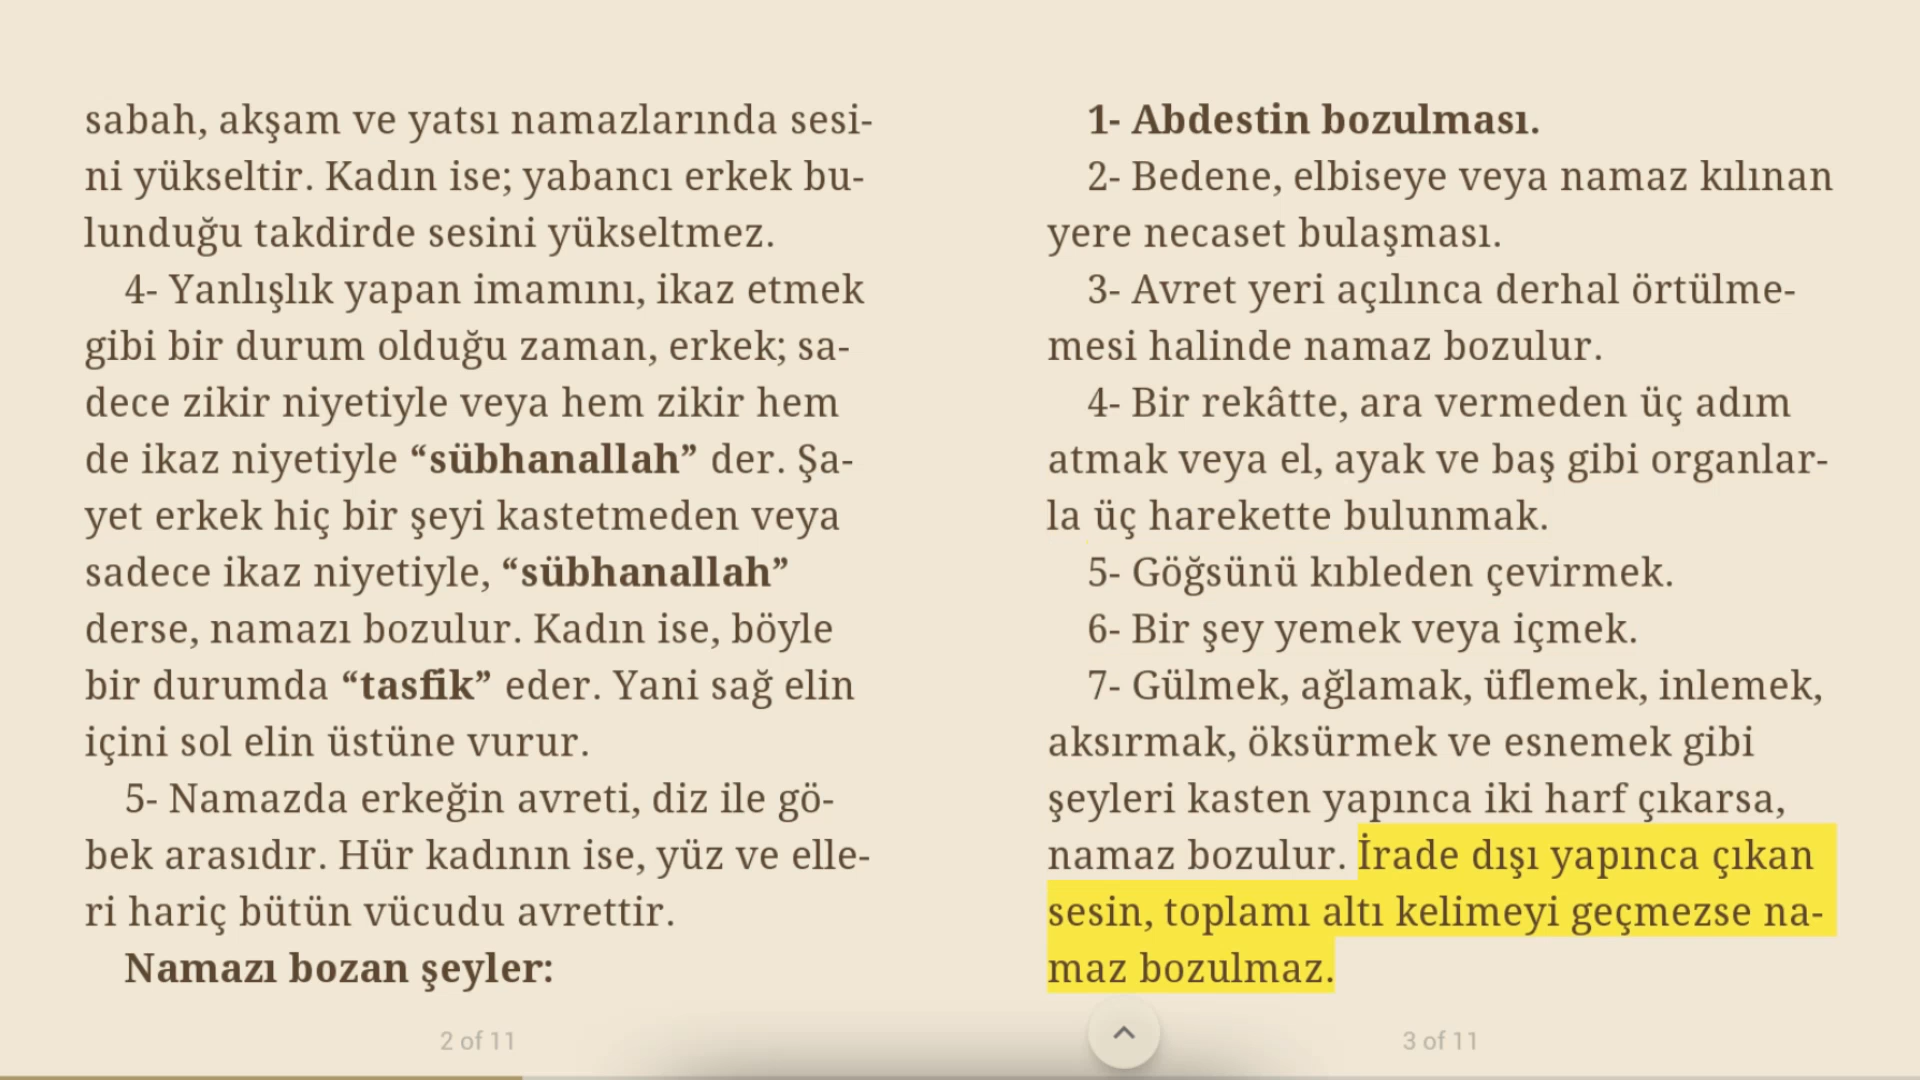 sabah, akşam ve yatsı namazlarında sesi-
ni yükseltir. Kadın ise; yabancı erkek bu-
lunduğu takdirde sesini yükseltmez.
4- Yanlışlık yapan imamını, ikaz etmek
gibi bir durum olduğu zaman, erkek; sa-
dece zikir niyetiyle veya hem zikir hem
de ikaz niyetiyle “sübhanallah” der. Şa-
yet erkek hiç bir şeyi kastetmeden veya
sadece ikaz niyetiyle, “sübhanallah”
derse, namazı bozulur. Kadın ise, böyle
bir durumda “tasfik” eder. Yani sağ elin
içini sol elin üstüne vurur.
5- Namazda erkeğin avreti, diz ile gö-
bek arasıdır. Hür kadının ise, yüz ve elle-
ri hariç bütün vücudu avrettir.
Namazı bozan şeyler:
2 of 11
1- Abdestin bozulması.
2- Bedene, elbiseye veya namaz kılınan
yere necaset bulaşması.
3- Avret yeri açılınca derhal örtülme-
mesi halinde namaz bozulur.
4- Bir rekâtte, ara vermeden üç adım
atmak veya el, ayak ve baş gibi organlar-
la üç harekette bulunmak.
5- Göğsünü kıbleden çevirmek.
6- Bir şey yemek veya içmek.
7- Gülmek, ağlamak, üflemek, inlemek,
aksırmak, öksürmek ve esnemek gibi
şeyleri kasten yapınca iki harf çıkarsa,
namaz bozulur. İrade dışı yapınca çıkan
sesin, toplamı altı kelimeyi geçmezse na-
maz bozulmaz.
3 of 11